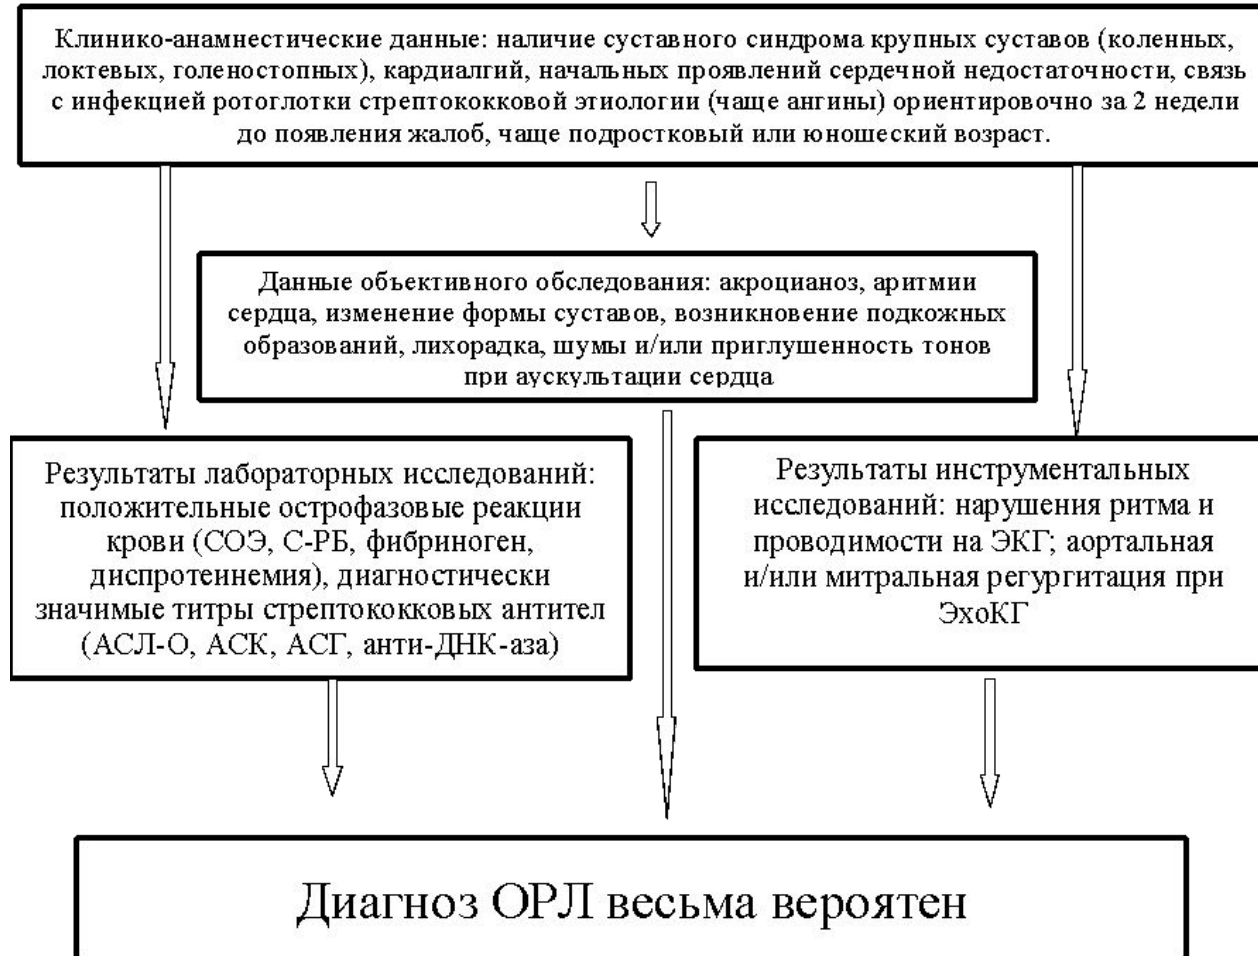 Клинико-анамнестические данные: наличие суставного синдрома крупных суставов (коленных,
локтевых, голеностопных), кардиалгий, начальных проявлений сердечной недостаточности, связь
с инфекцией ротоглотки стрептококковой этиологии (чаще ангины) ориентировочно за 2 недели
до появления жалоб, чаще подростковый или юношеский возраст.
Данные объективного обследования: акроцианоз, аритмии
сердца, изменение формы суставов, возникновение подкожных
образований, лихорадка, шумы и/или приглушенность тонов
при аускультации сердца
Результаты лабораторных исследований:
положительные острофазовые реакции
крови (СОЭ, С-РБ, фибриноген,
диспротеинемия), диагностически
значимые титры стрептококковых антител
(АСЛ-О, АСК, АСГ, анти-ДНК-аза)
Результаты инструментальных
исследований: нарушения ритма и
проводимости на ЭКГ; аортальная
и/или митральная регургитация при
ЭхоКГ
Диагноз ОРЛ весьма вероятен